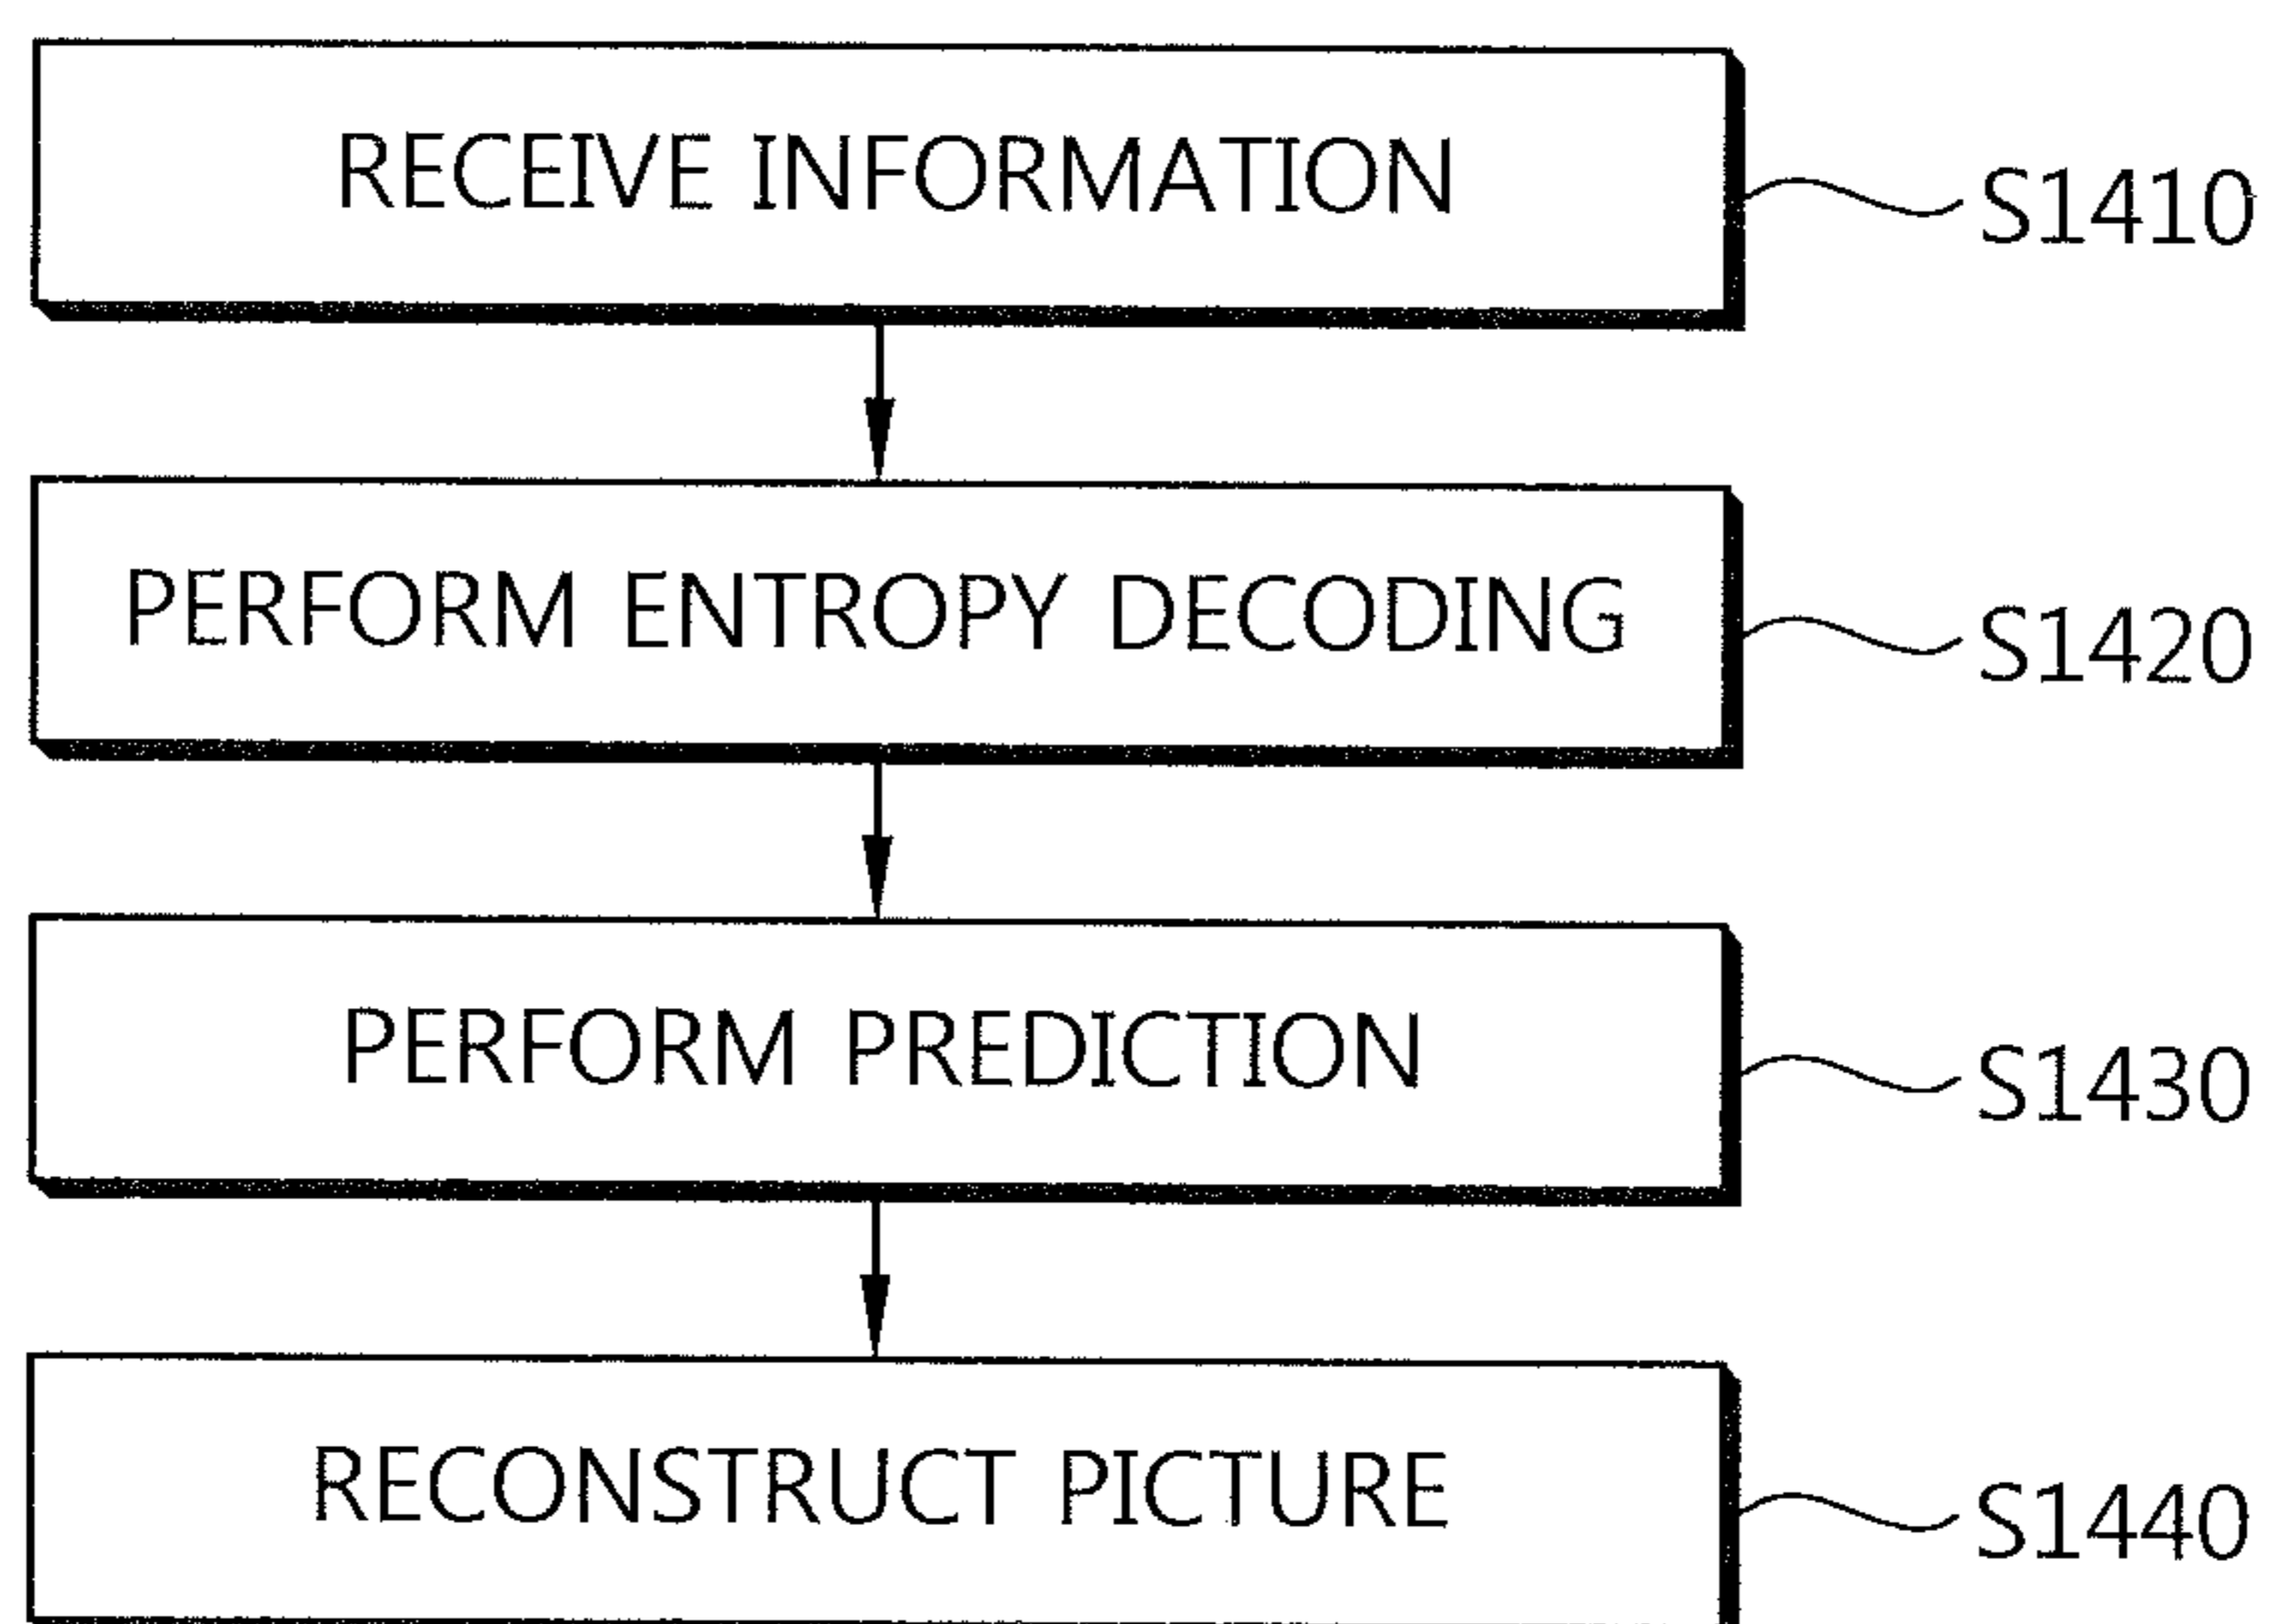 RECEIVE INFORMATION
S1410
PERFORM ENTROPY DECODING
S1420
PERFORM PREDICTION
S1430
RECONSTRUCT PICTURE
S1440